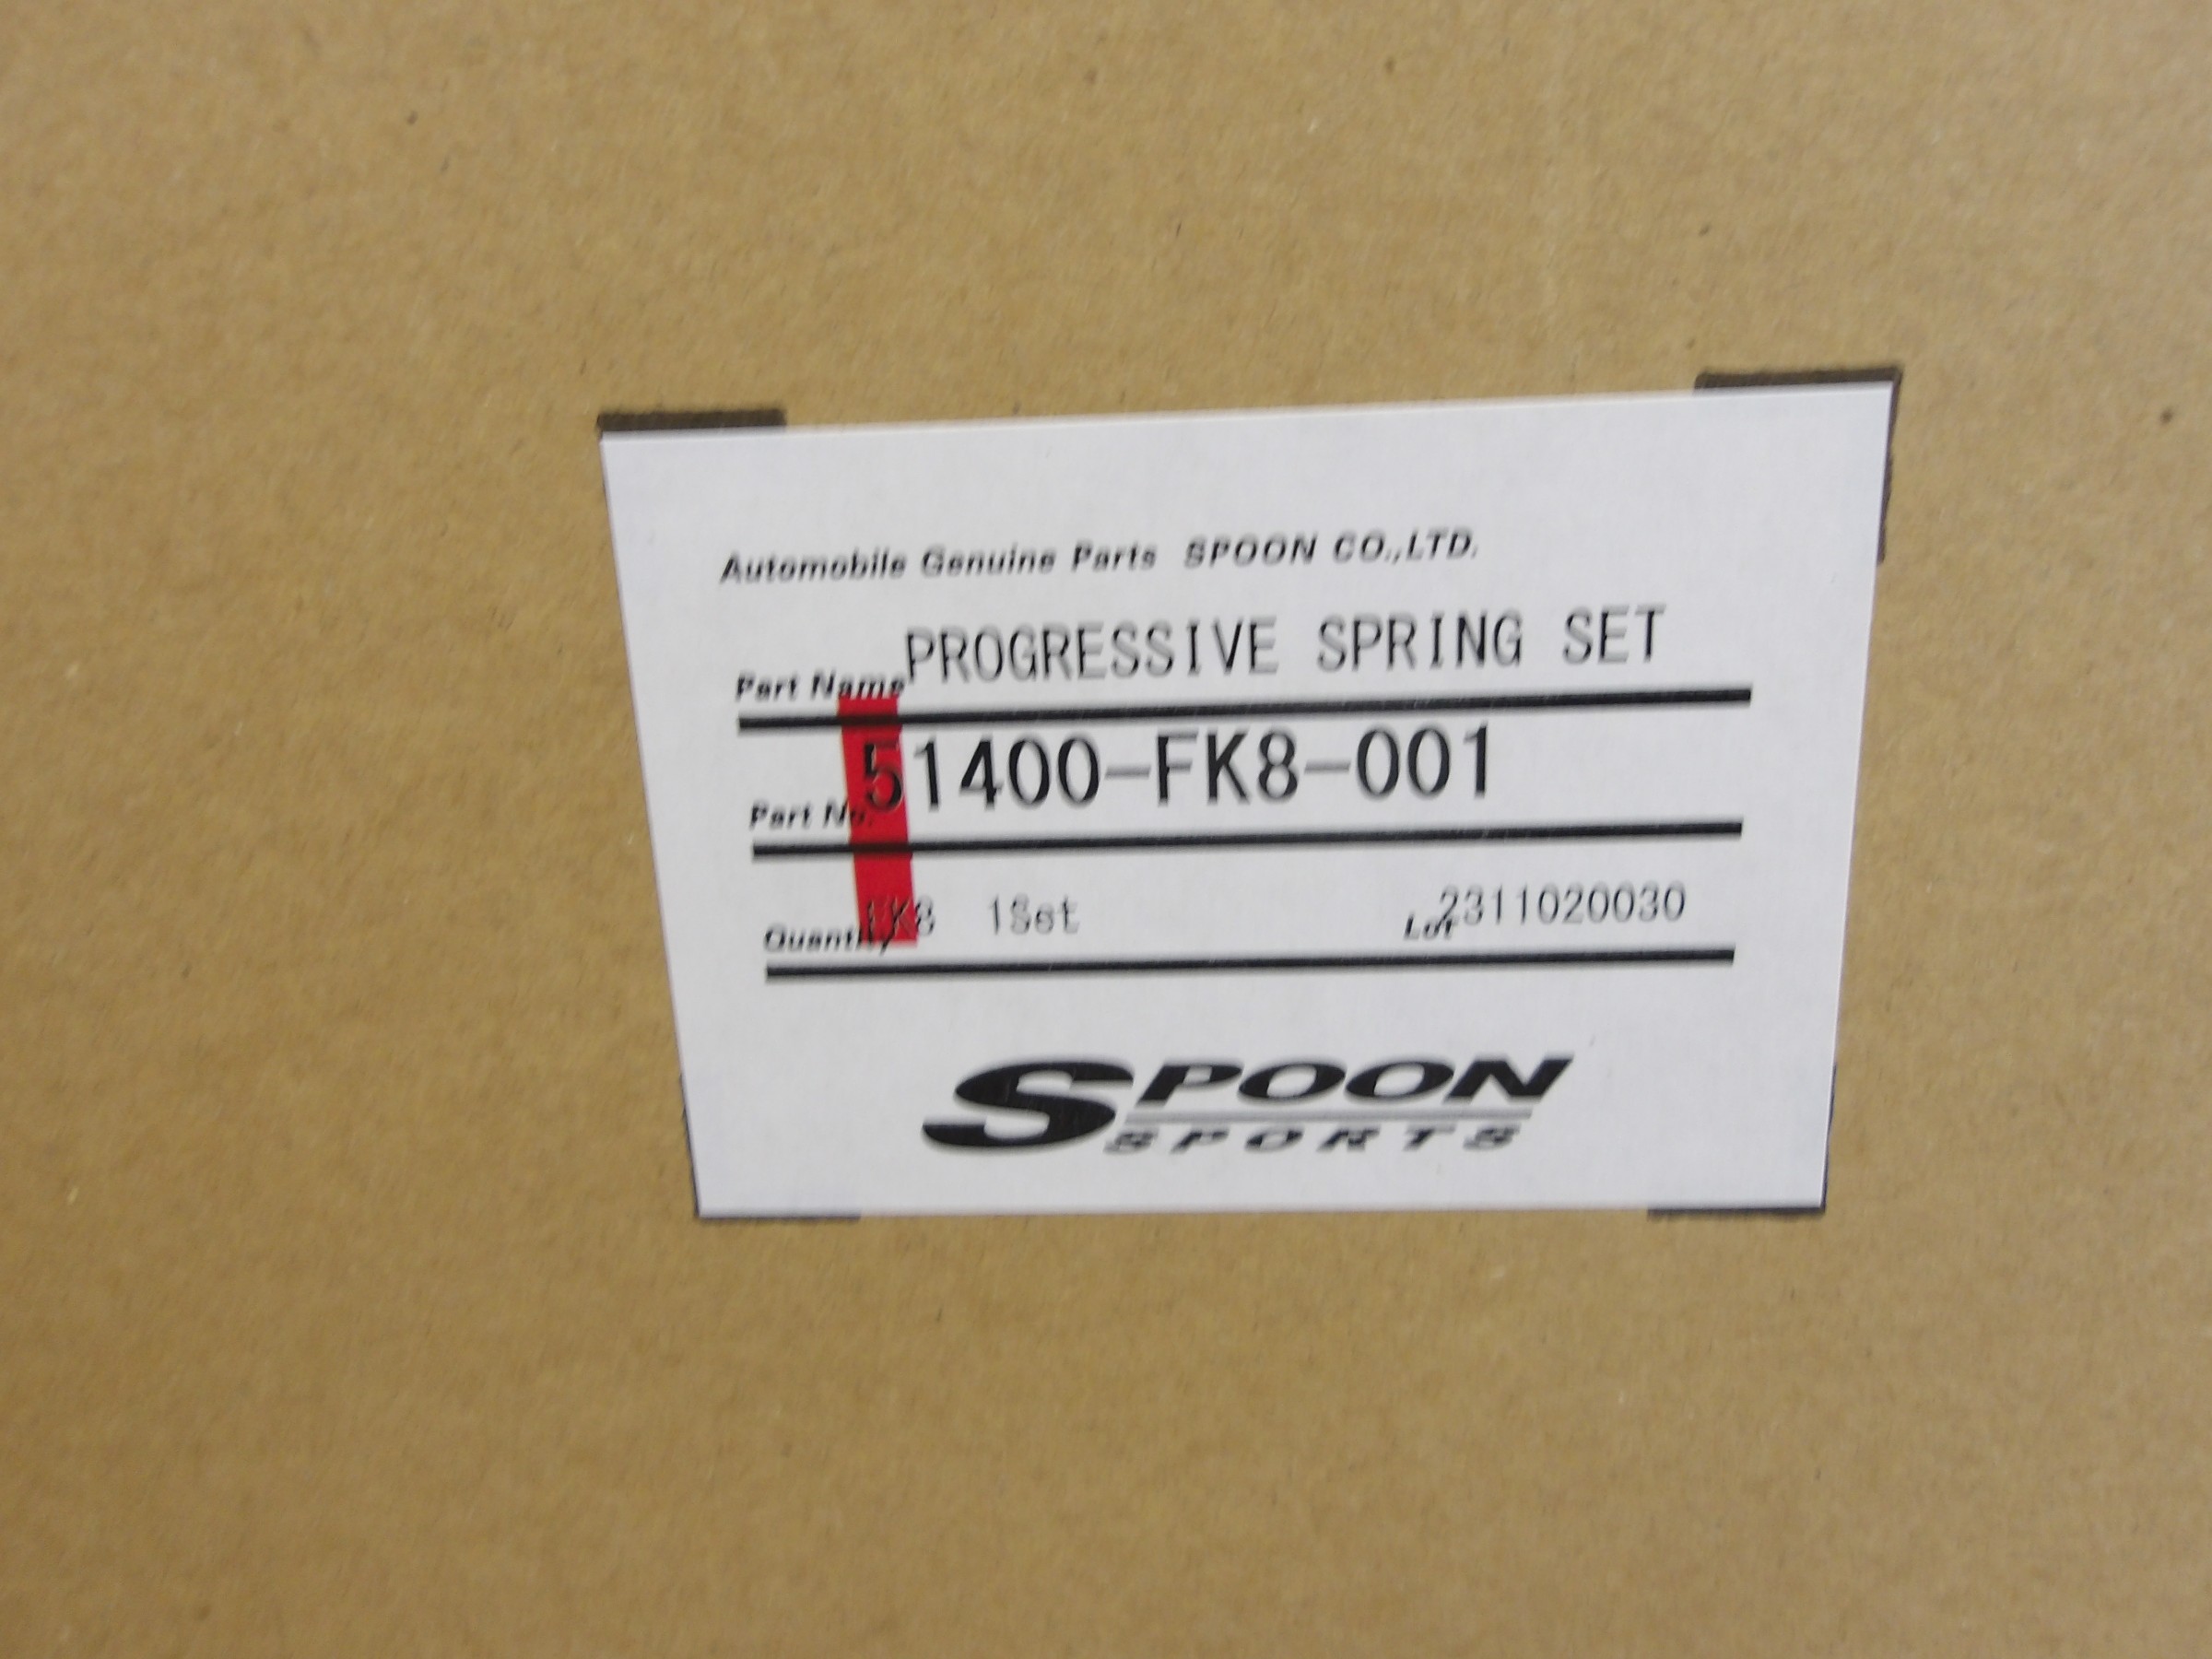 Automobile Genuine Parts SPOON CO.,LTD.
Part Name PROGRESSIVE SPRING SET
Part No. 51400-FK8-001
Quantity FK8 1Set Lot 2311020030
SPOON
SPORTS